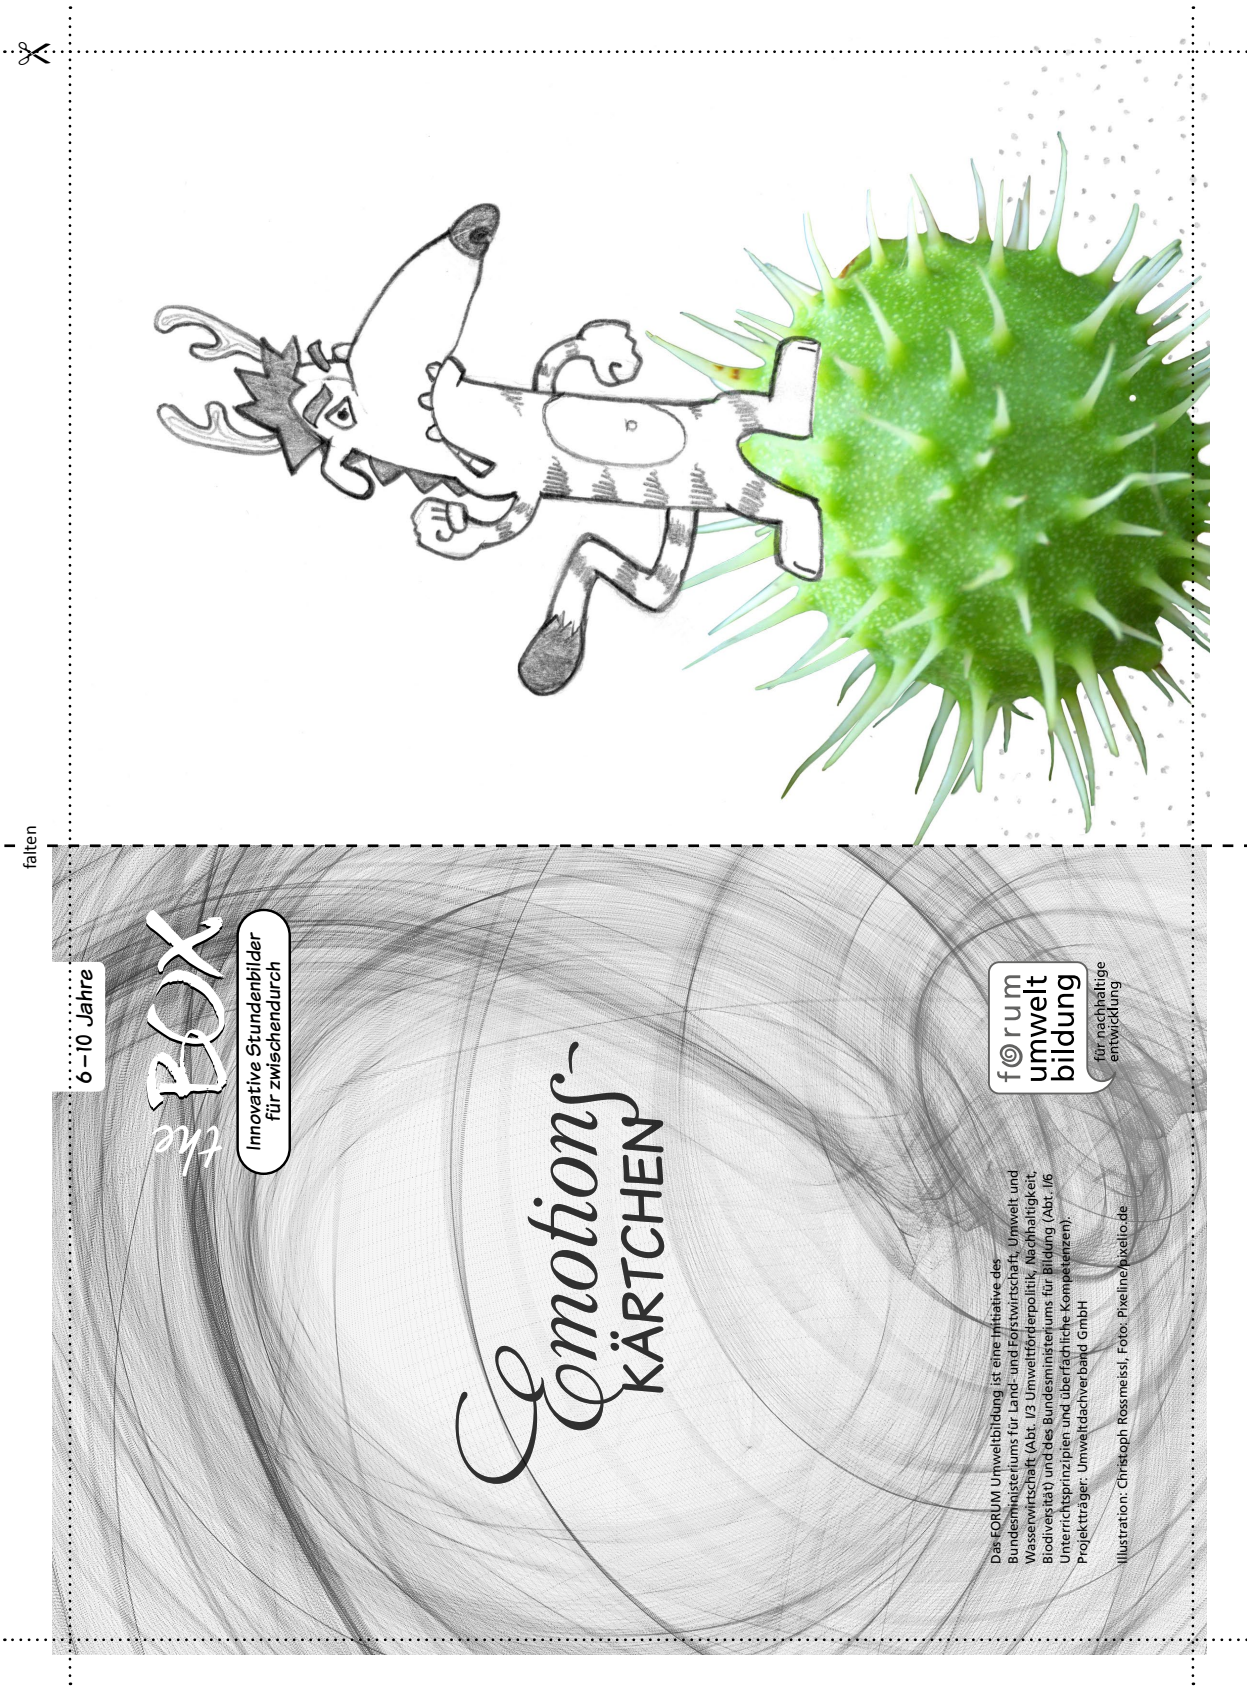 falten
6 – 10 Jahre
the BOX
Innovative Stundenbilder
für zwischendurch
Emotions-
KÄRTCHEN
forum
umwelt
bildung
für nachhaltige
entwicklung
Das FORUM Umweltbildung ist eine Initiative des
Bundesministeriums für Land- und Forstwirtschaft, Umwelt und
Wasserwirtschaft (Abt. I/3 Umweltförderpolitik, Nachhaltigkeit,
Biodiversität) und des Bundesministeriums für Bildung (Abt. I/6
Unterrichtsprinzipien und überfachliche Kompetenzen).
Projektträger: Umweltdachverband GmbH
Illustration: Christoph Rossmeissl, Foto: Pixeline/pixelio.de